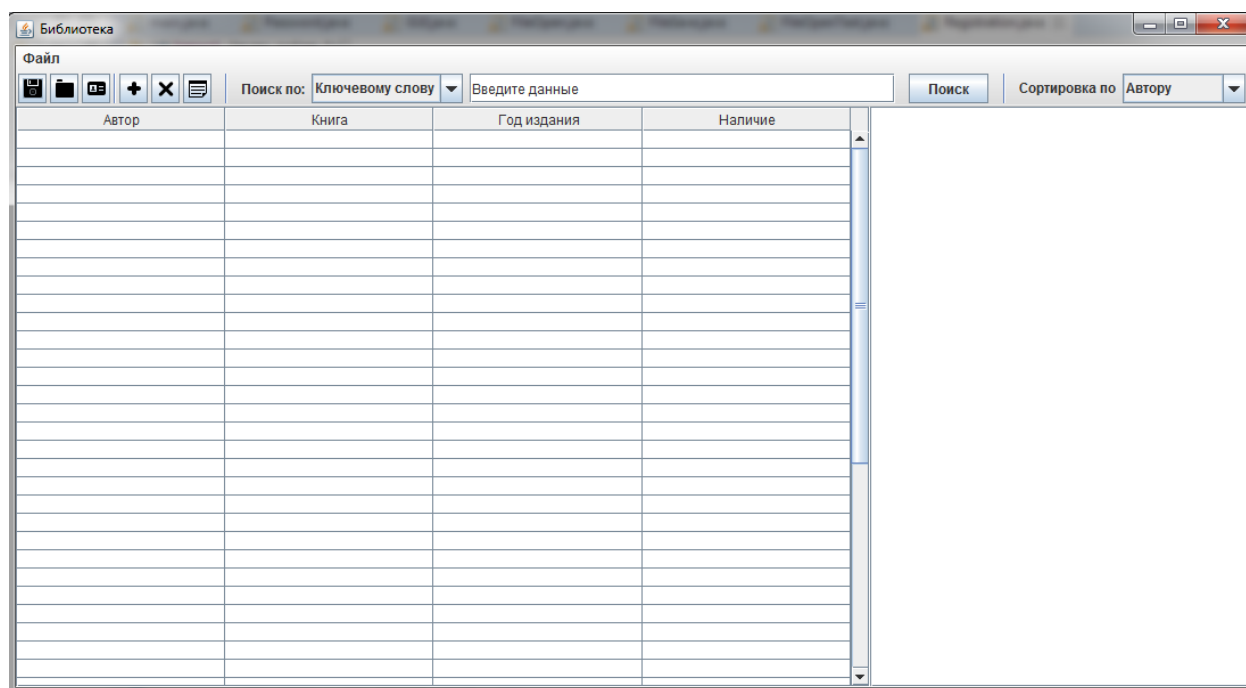 Библиотека
Файл
Поиск по: Ключевому слову Введите данные Поиск Сортировка по Автору
Автор Книга Год издания Наличие